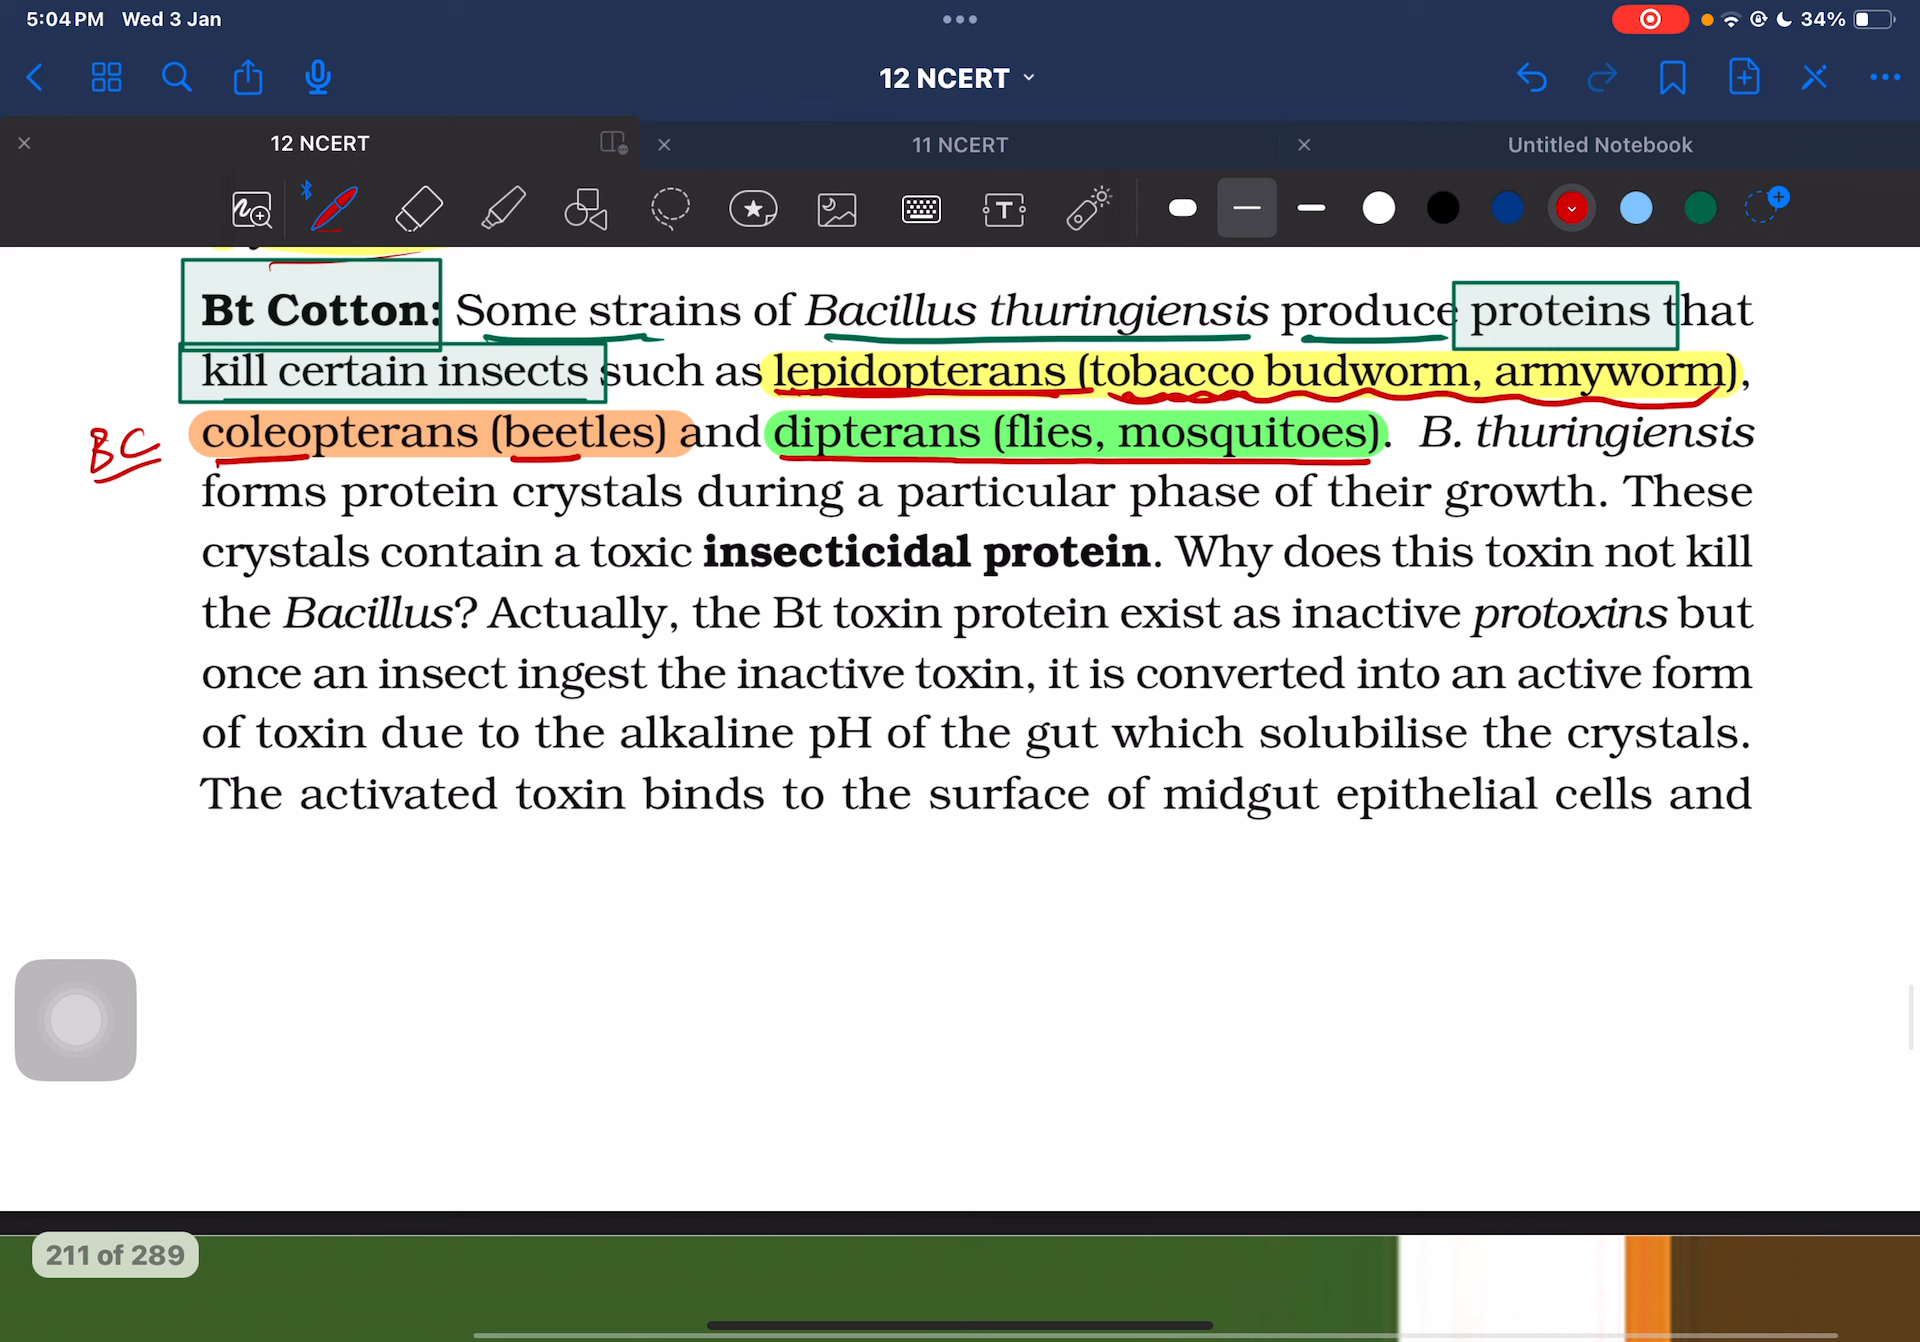 5:04 PM Wed 3 Jan
34%
12 NCERT
12 NCERT
11 NCERT
Untitled Notebook
Bt Cotton: Some strains of Bacillus thuringiensis produce proteins that
kill certain insects such as lepidopterans (tobacco budworm, armyworm),
BC
coleopterans (beetles) and dipterans (flies, mosquitoes). B. thuringiensis
forms protein crystals during a particular phase of their growth. These
crystals contain a toxic insecticidal protein. Why does this toxin not kill
the Bacillus? Actually, the Bt toxin protein exist as inactive protoxins but
once an insect ingest the inactive toxin, it is converted into an active form
of toxin due to the alkaline pH of the gut which solubilise the crystals.
The activated toxin binds to the surface of midgut epithelial cells and
211 of 289